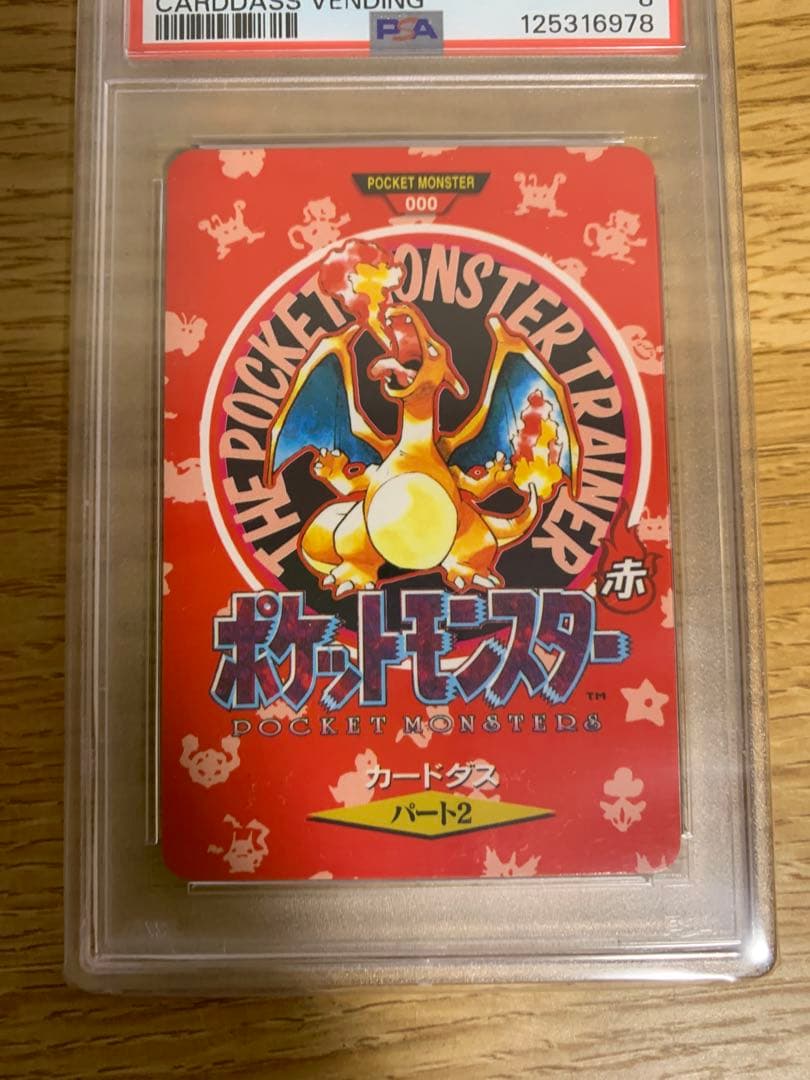 CARDDASS VENDING 8
PSA 125316978
POCKET MONSTER
000
THE POCKET MONSTER TRAINER
赤
ポケットモンスター
TM
POCKET MONSTERS
カードダス
パート2